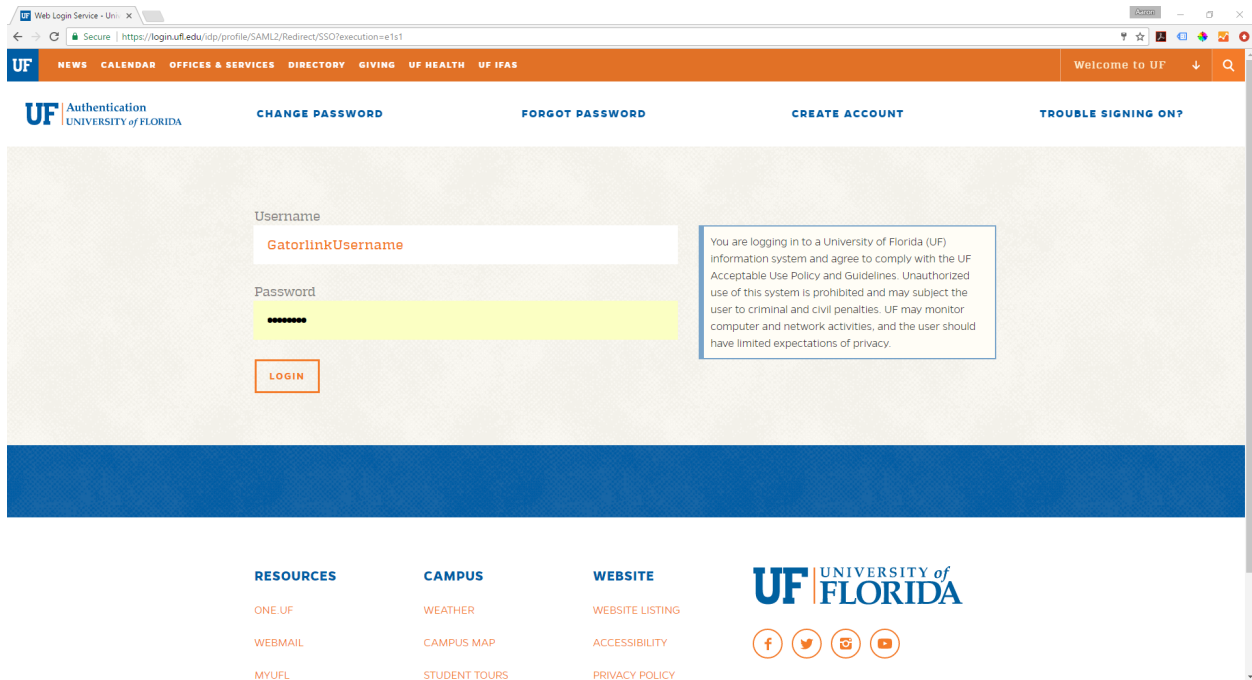 Web Login Service - Univ
Aaron
Secure | https://login.ufl.edu/idp/profile/SAML2/Redirect/SSO?execution=e1s1
UF NEWS CALENDAR OFFICES & SERVICES DIRECTORY GIVING UF HEALTH UF IFAS Welcome to UF
UF Authentication
UNIVERSITY of FLORIDA
CHANGE PASSWORD FORGOT PASSWORD CREATE ACCOUNT TROUBLE SIGNING ON?
Username
GatorlinkUsername
Password
LOGIN
You are logging in to a University of Florida (UF)
information system and agree to comply with the UF
Acceptable Use Policy and Guidelines. Unauthorized
use of this system is prohibited and may subject the
user to criminal and civil penalties. UF may monitor
computer and network activities, and the user should
have limited expectations of privacy.
RESOURCES CAMPUS WEBSITE
ONE.UF WEATHER WEBSITE LISTING
WEBMAIL CAMPUS MAP ACCESSIBILITY
MYUFL STUDENT TOURS PRIVACY POLICY
UF UNIVERSITY of
FLORIDA